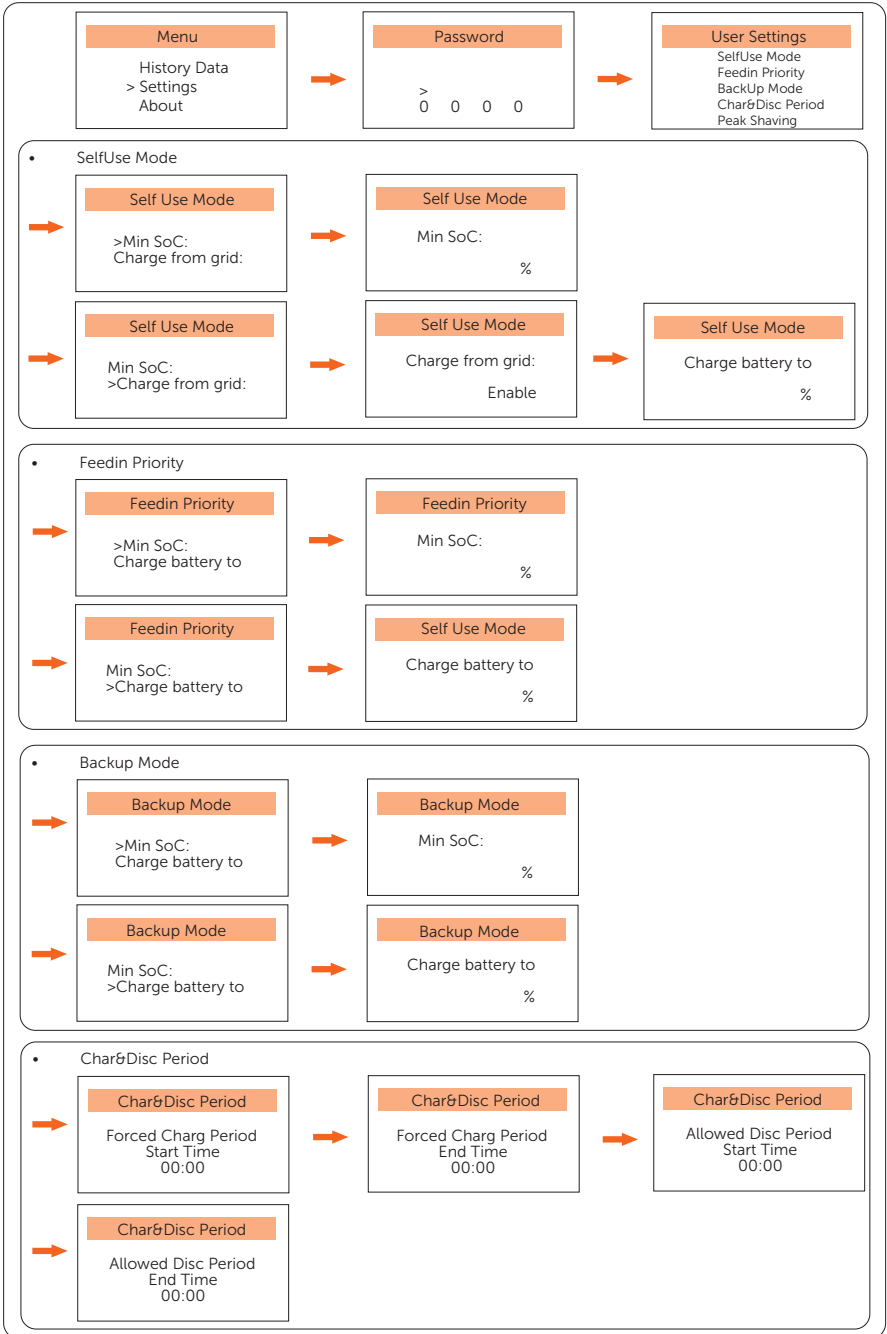 Menu
History Data
> Settings
About
Password
>
0 0 0 0
User Settings
SelfUse Mode
Feedin Priority
BackUp Mode
Char&Disc Period
Peak Shaving
• SelfUse Mode
Self Use Mode
>Min SoC:
Charge from grid:
Self Use Mode
Min SoC:
%
Self Use Mode
Min SoC:
>Charge from grid:
Self Use Mode
Charge from grid:
Enable
Self Use Mode
Charge battery to
%
• Feedin Priority
Feedin Priority
>Min SoC:
Charge battery to
Feedin Priority
Min SoC:
%
Feedin Priority
Min SoC:
>Charge battery to
Self Use Mode
Charge battery to
%
• Backup Mode
Backup Mode
>Min SoC:
Charge battery to
Backup Mode
Min SoC:
%
Backup Mode
Min SoC:
>Charge battery to
Backup Mode
Charge battery to
%
• Char&Disc Period
Char&Disc Period
Forced Charg Period
Start Time
00:00
Char&Disc Period
Forced Charg Period
End Time
00:00
Char&Disc Period
Allowed Disc Period
Start Time
00:00
Char&Disc Period
Allowed Disc Period
End Time
00:00